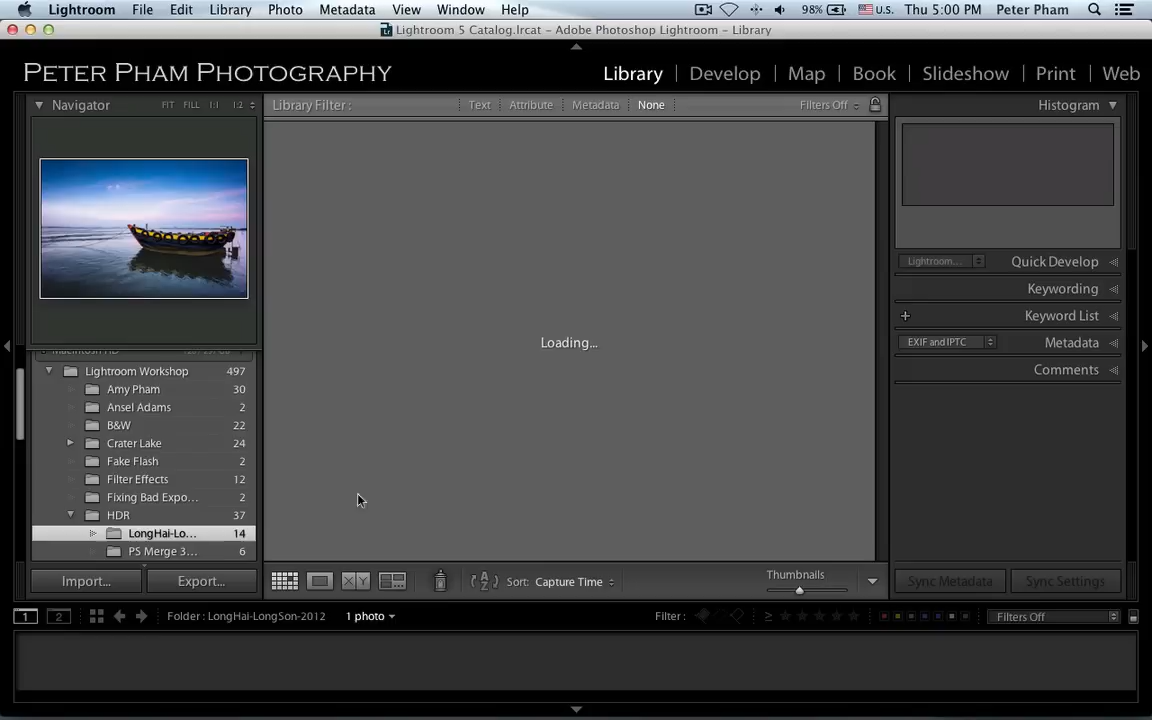 Lightroom File Edit Library Photo Metadata View Window Help 98% U.S. Thu 5:00 PM Peter Pham
Lightroom 5 Catalog.lrcat – Adobe Photoshop Lightroom – Library
PETER PHAM PHOTOGRAPHY Library | Develop | Map | Book | Slideshow | Print | Web
Navigator FIT FILL 1:1 1:2
Library Filter : Text Attribute Metadata None Filters Off
Histogram
Lightroom... Quick Develop
Keywording
+ Keyword List
EXIF and IPTC Metadata
Comments
Loading...
Macintosh HD
Lightroom Workshop 497
Amy Pham 30
Ansel Adams 2
B&W 22
Crater Lake 24
Fake Flash 2
Filter Effects 12
Fixing Bad Expo... 2
HDR 37
LongHai-Lo... 14
PS Merge 3... 6
Import... Export...
XY Sort: Capture Time Thumbnails
Sync Metadata Sync Settings
1 2 Folder : LongHai-LongSon-2012 1 photo Filter : ≥ Filters Off